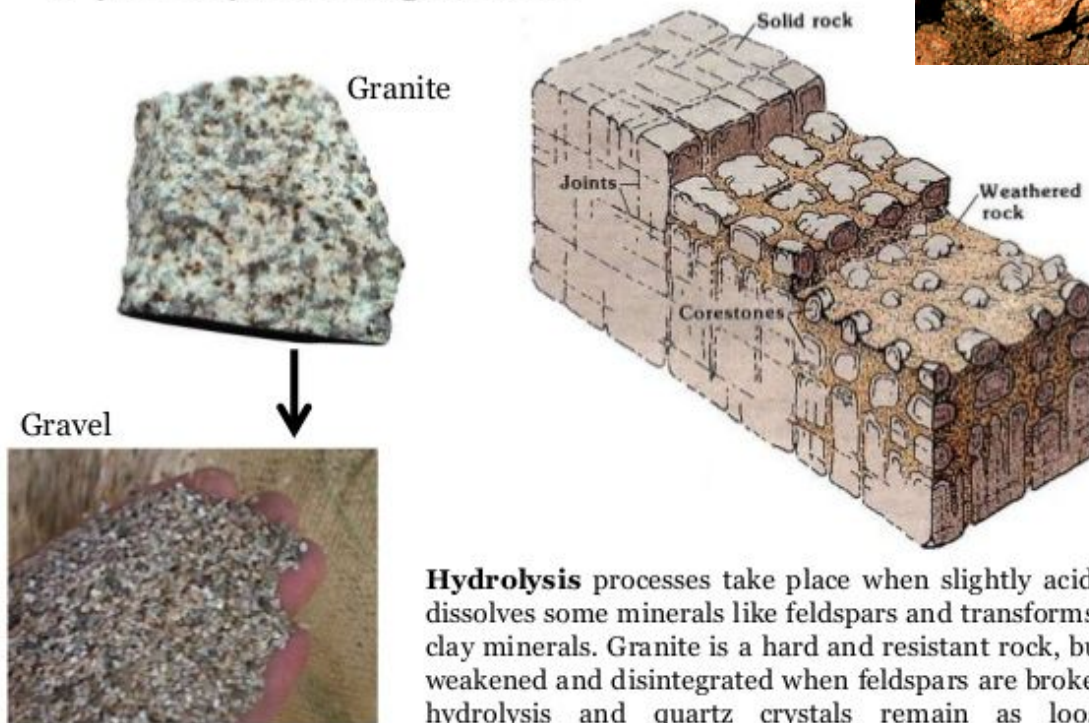 Solid rock
Granite
Joints
Weathered
rock
Corestones
Gravel
Hydrolysis processes take place when slightly acid
dissolves some minerals like feldspars and transforms
clay minerals. Granite is a hard and resistant rock, bu
weakened and disintegrated when feldspars are broke
hydrolysis and quartz crystals remain as loo